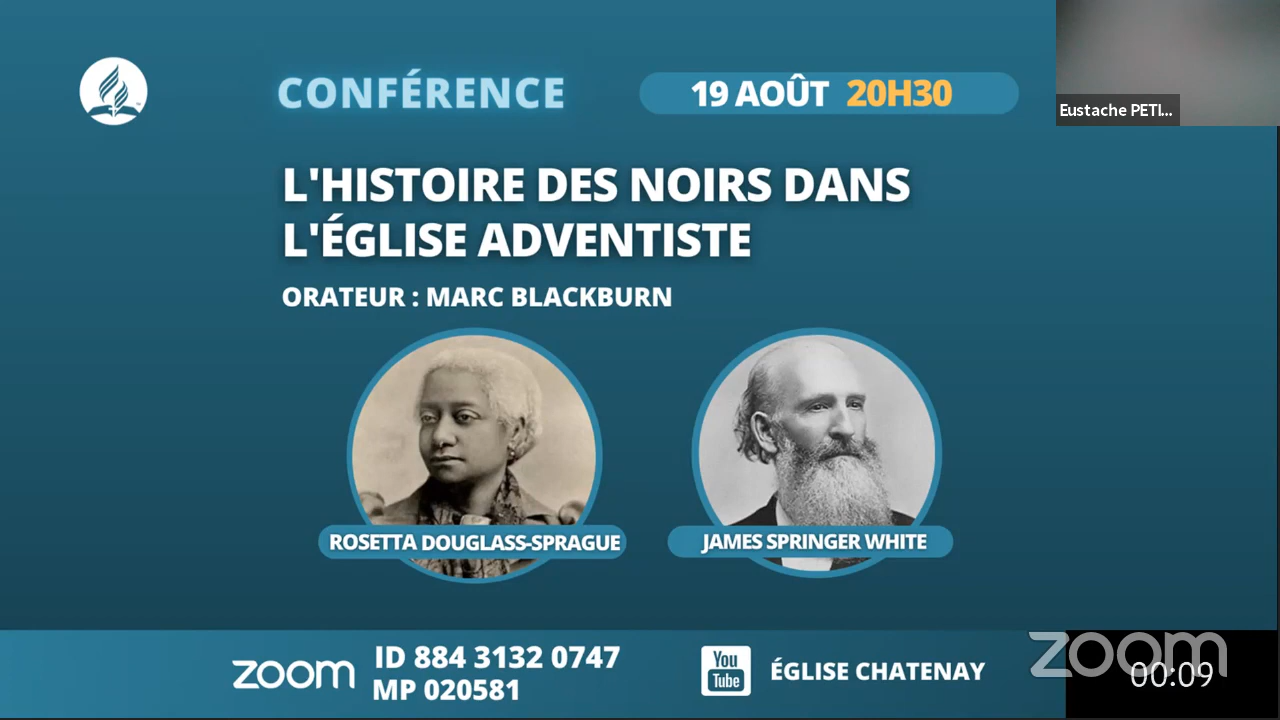 CONFÉRENCE
19 AOÛT 20H30
Eustache PETI...
L'HISTOIRE DES NOIRS DANS
L'ÉGLISE ADVENTISTE
ORATEUR : MARC BLACKBURN
ROSETTA DOUGLASS-SPRAGUE
JAMES SPRINGER WHITE
zoom
ID 884 3132 0747
MP 020581
You
Tube
ÉGLISE CHATENAY
zoom
00:09